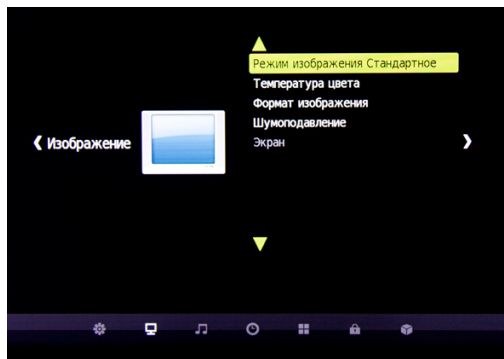 Режим изображения Стандартное
Температура цвета
Формат изображения
Шумоподавление
Изображение
Экран